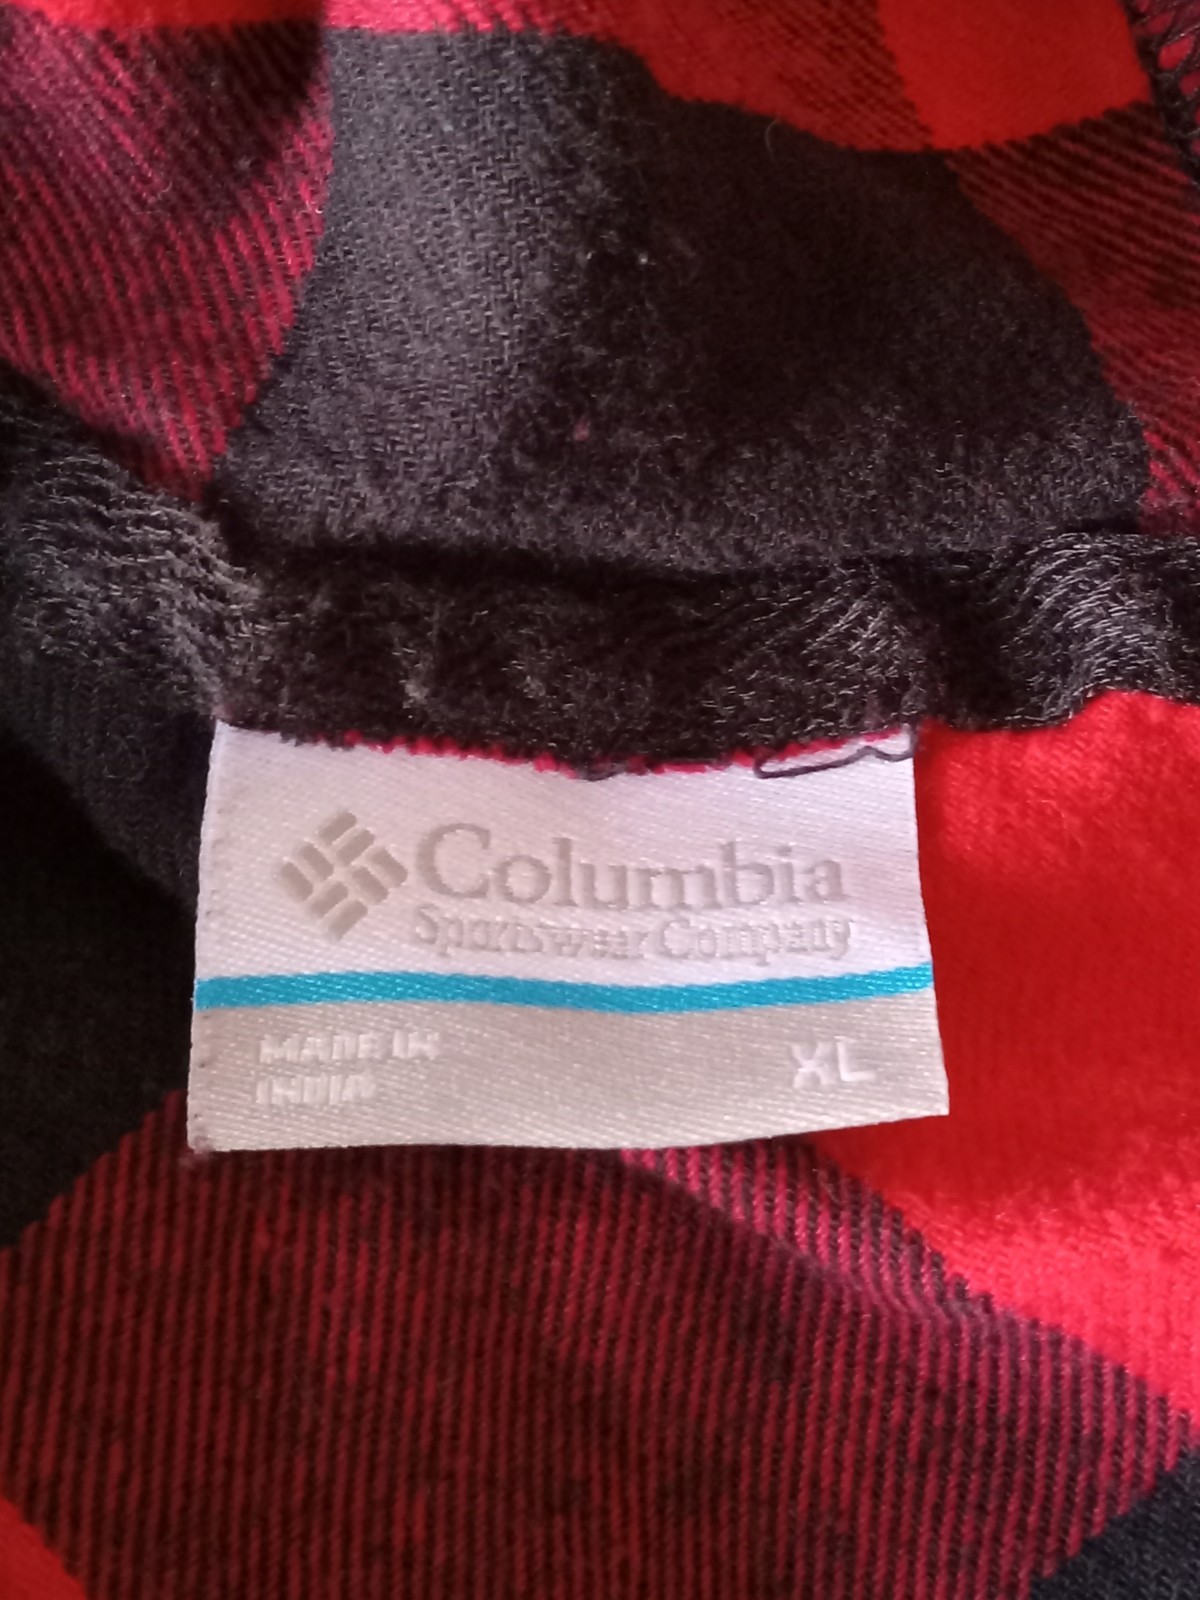 Columbia
Sportswear Company
MADE IN
INDIA
XL